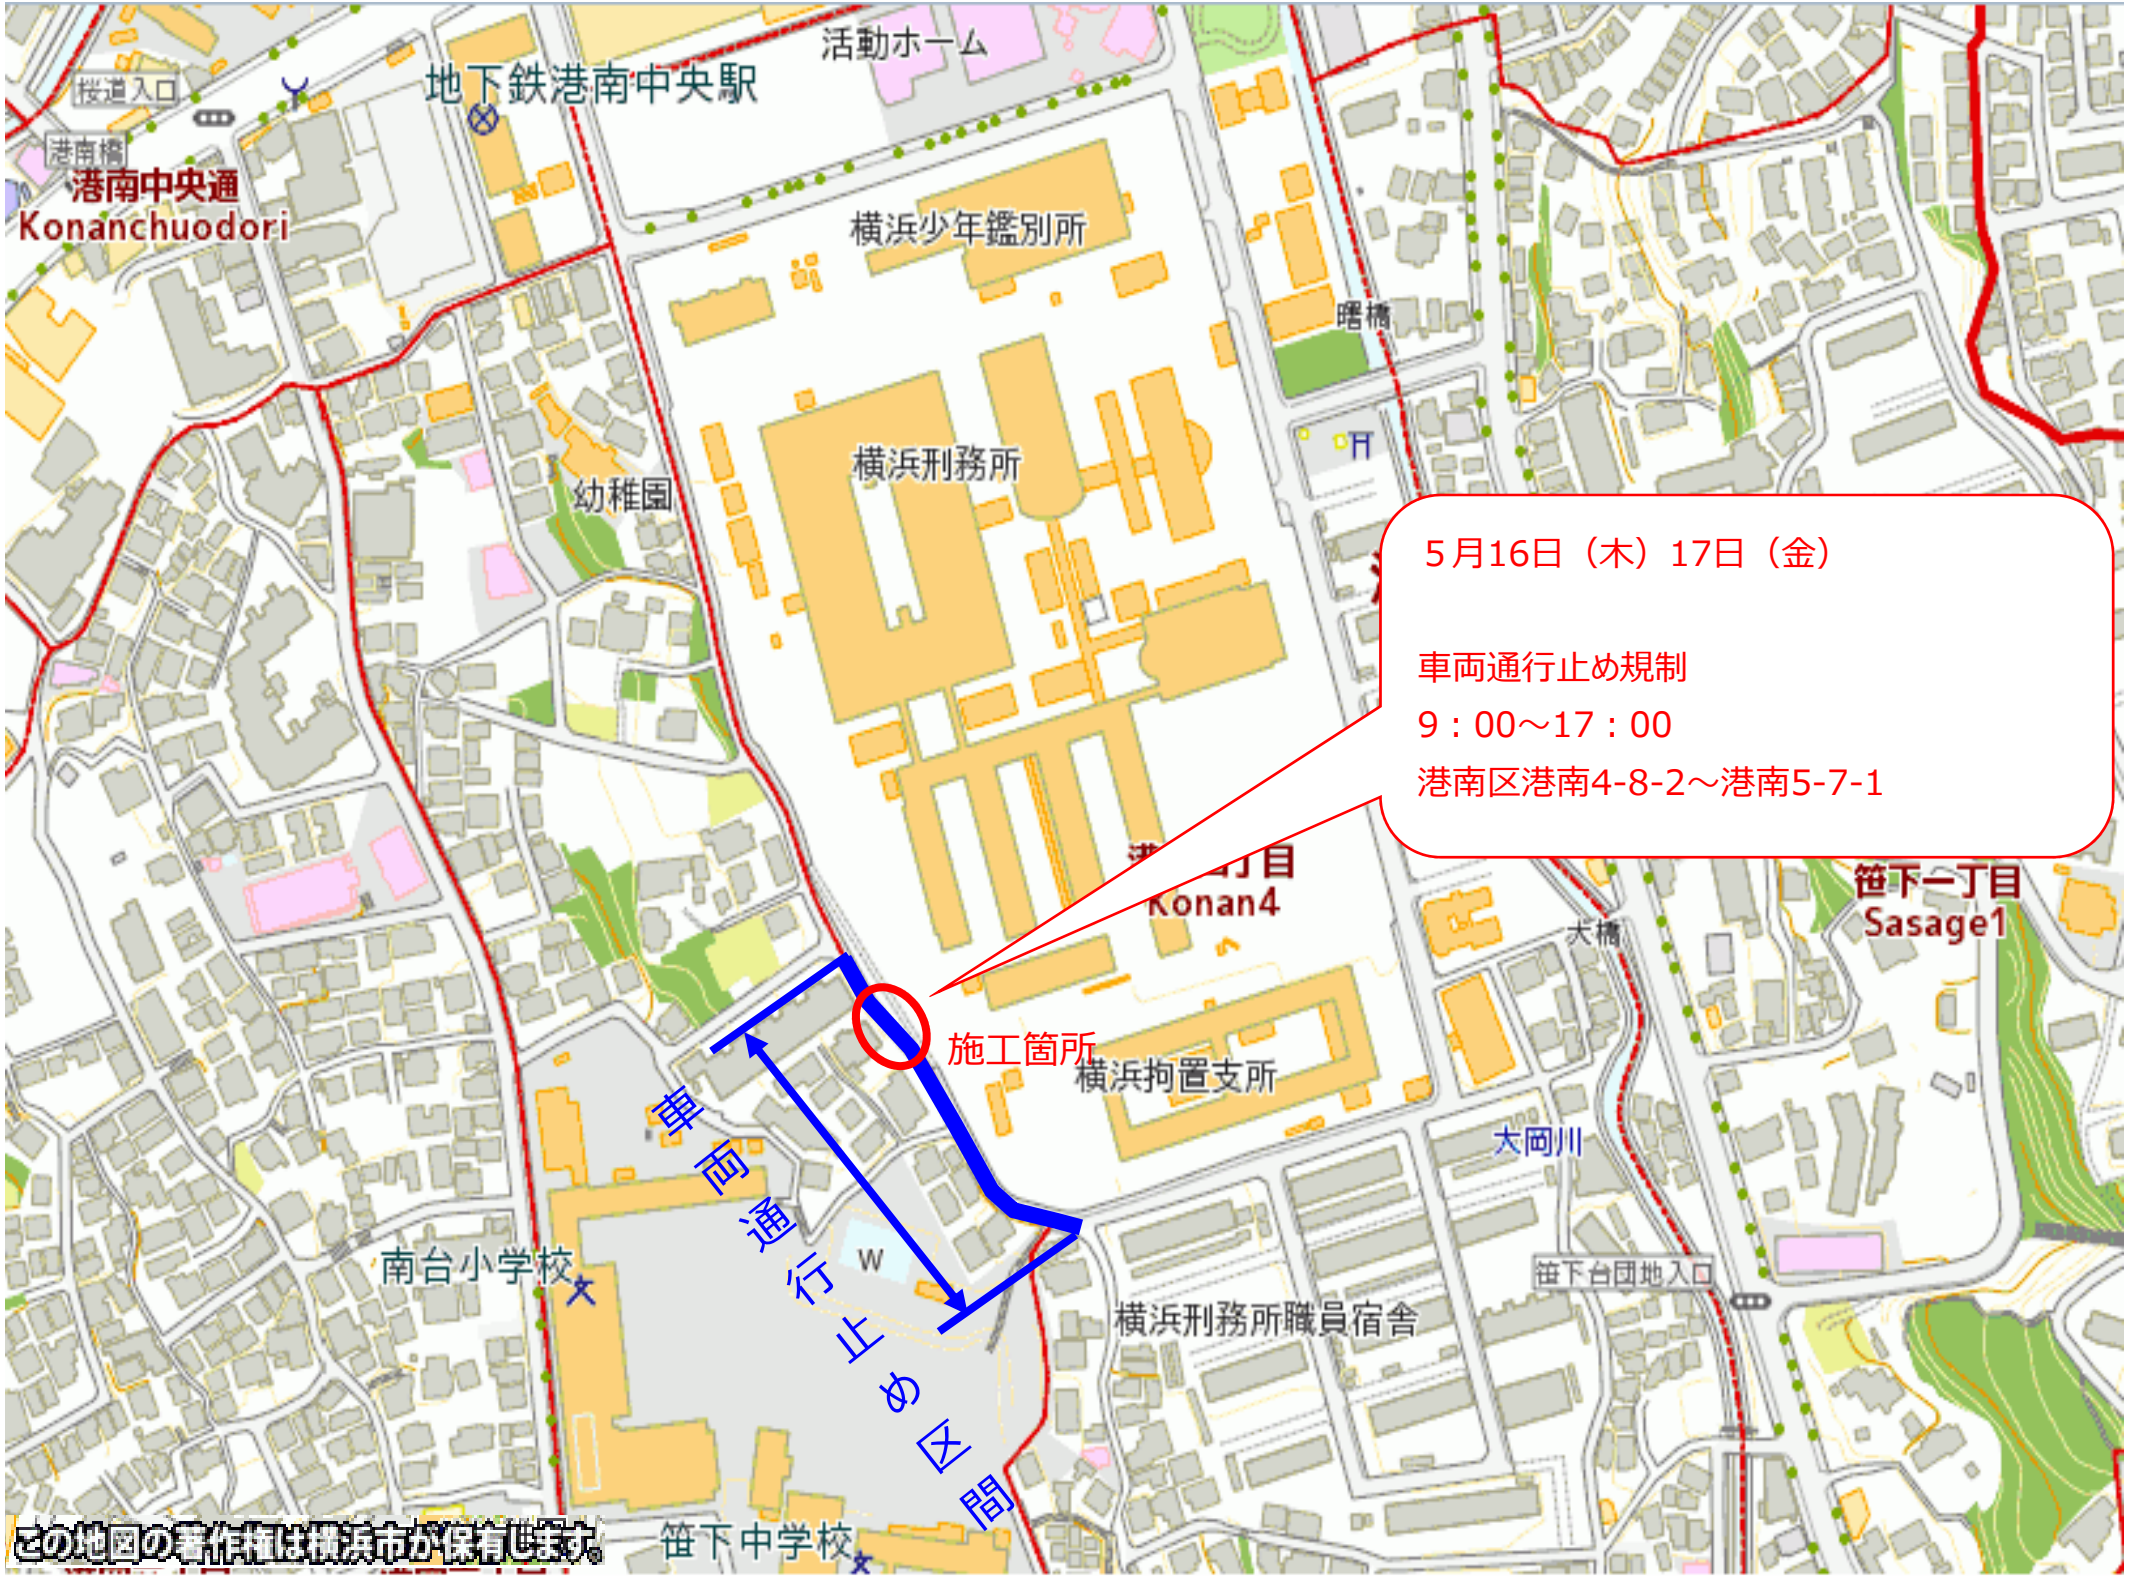 活動ホーム
地下鉄港南中央駅
桜道入口
港南橋
港南中央通
Konanchuodori
横浜少年鑑別所
曙橋
横浜刑務所
幼稚園
５月16日（木）17日（金）
車両通行止め規制
9：00～17：00
港南区港南4-8-2～港南5-7-1
丁目
Konan4
笹下一丁目
Sasage1
大橋
施工箇所
横浜拘置支所
車両通行止め区間
大岡川
南台小学校
W
笹下台団地入口
横浜刑務所職員宿舎
笹下中学校
この地図の著作権は横浜市が保有します。